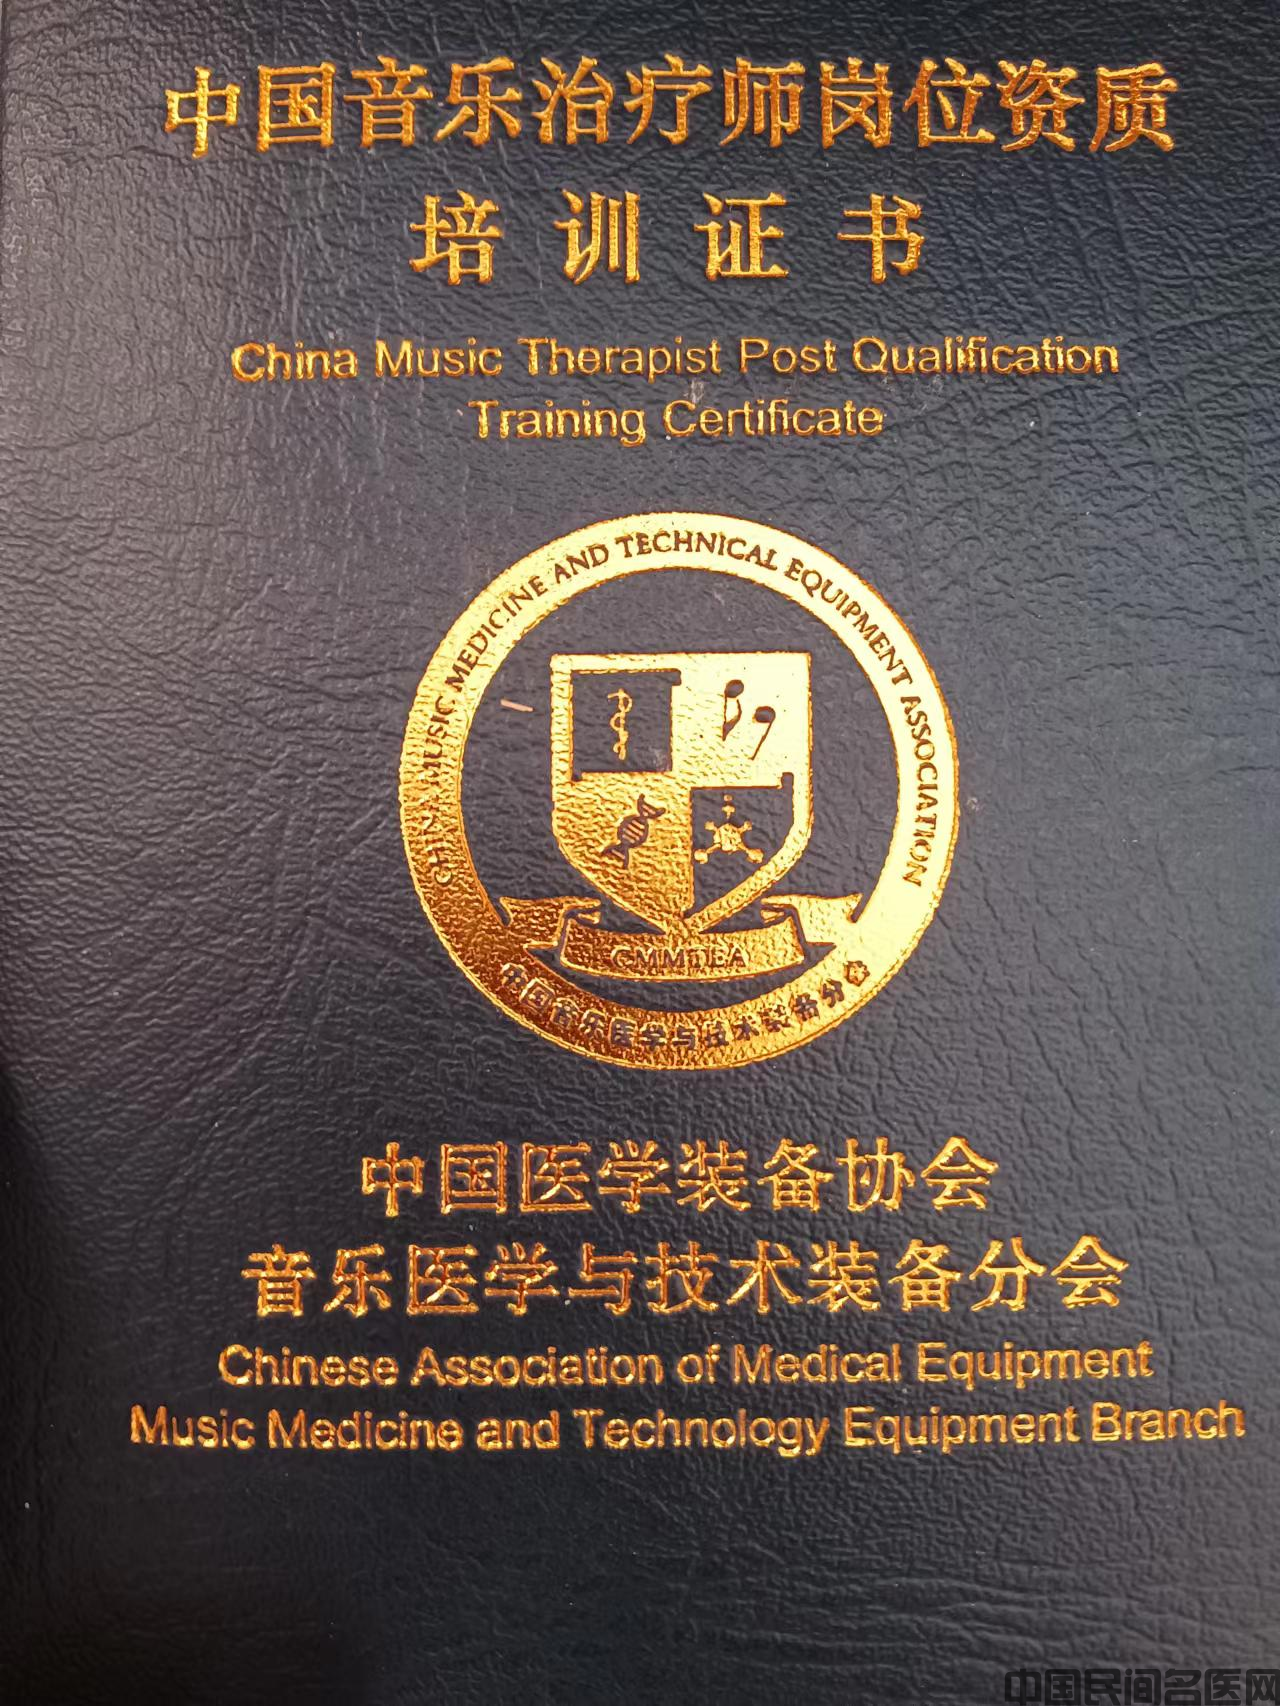 中国音乐治疗师岗位资质
培训证书
China Music Therapist Post Qualification
Training Certificate
CHINA MUSIC MEDICINE AND TECHNICAL EQUIPMENT ASSOCIATION
CMMTEA
中国音乐医学与技术装备分会
中国医学装备协会
音乐医学与技术装备分会
Chinese Association of Medical Equipment
Music Medicine and Technology Equipment Branch
中国民间名医网